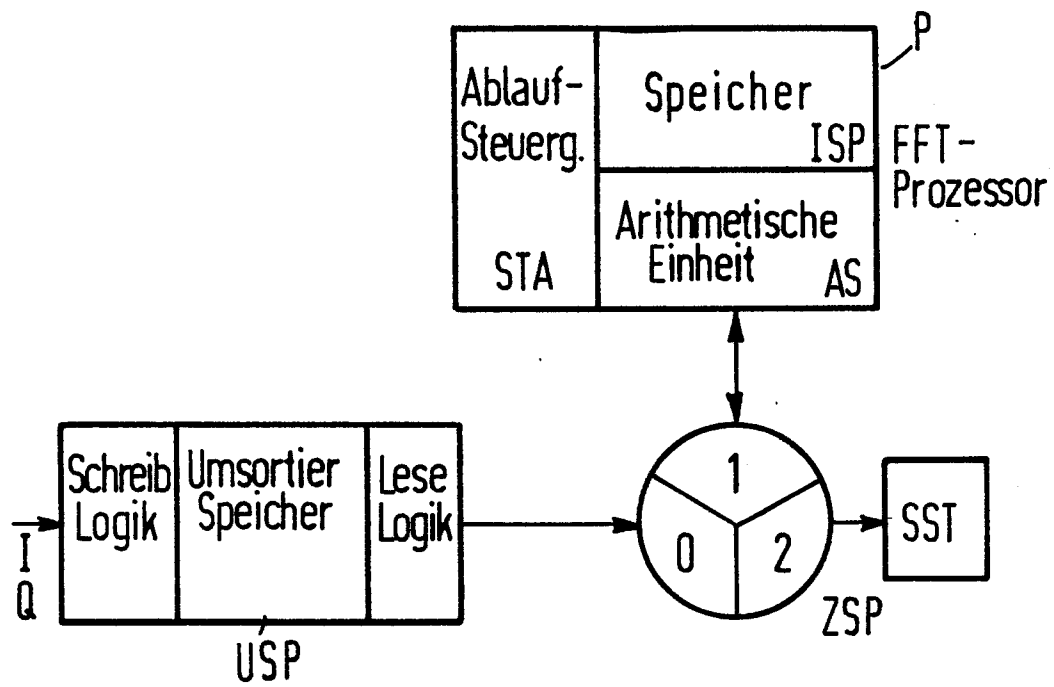 P
Ablauf-
Steuerg.
STA
Speicher
ISP
Arithmetische
Einheit
AS
FFT-
Prozessor
Schreib
Logik
Umsortier
Speicher
Lese
Logik
I
Q
USP
1
0
2
ZSP
SST